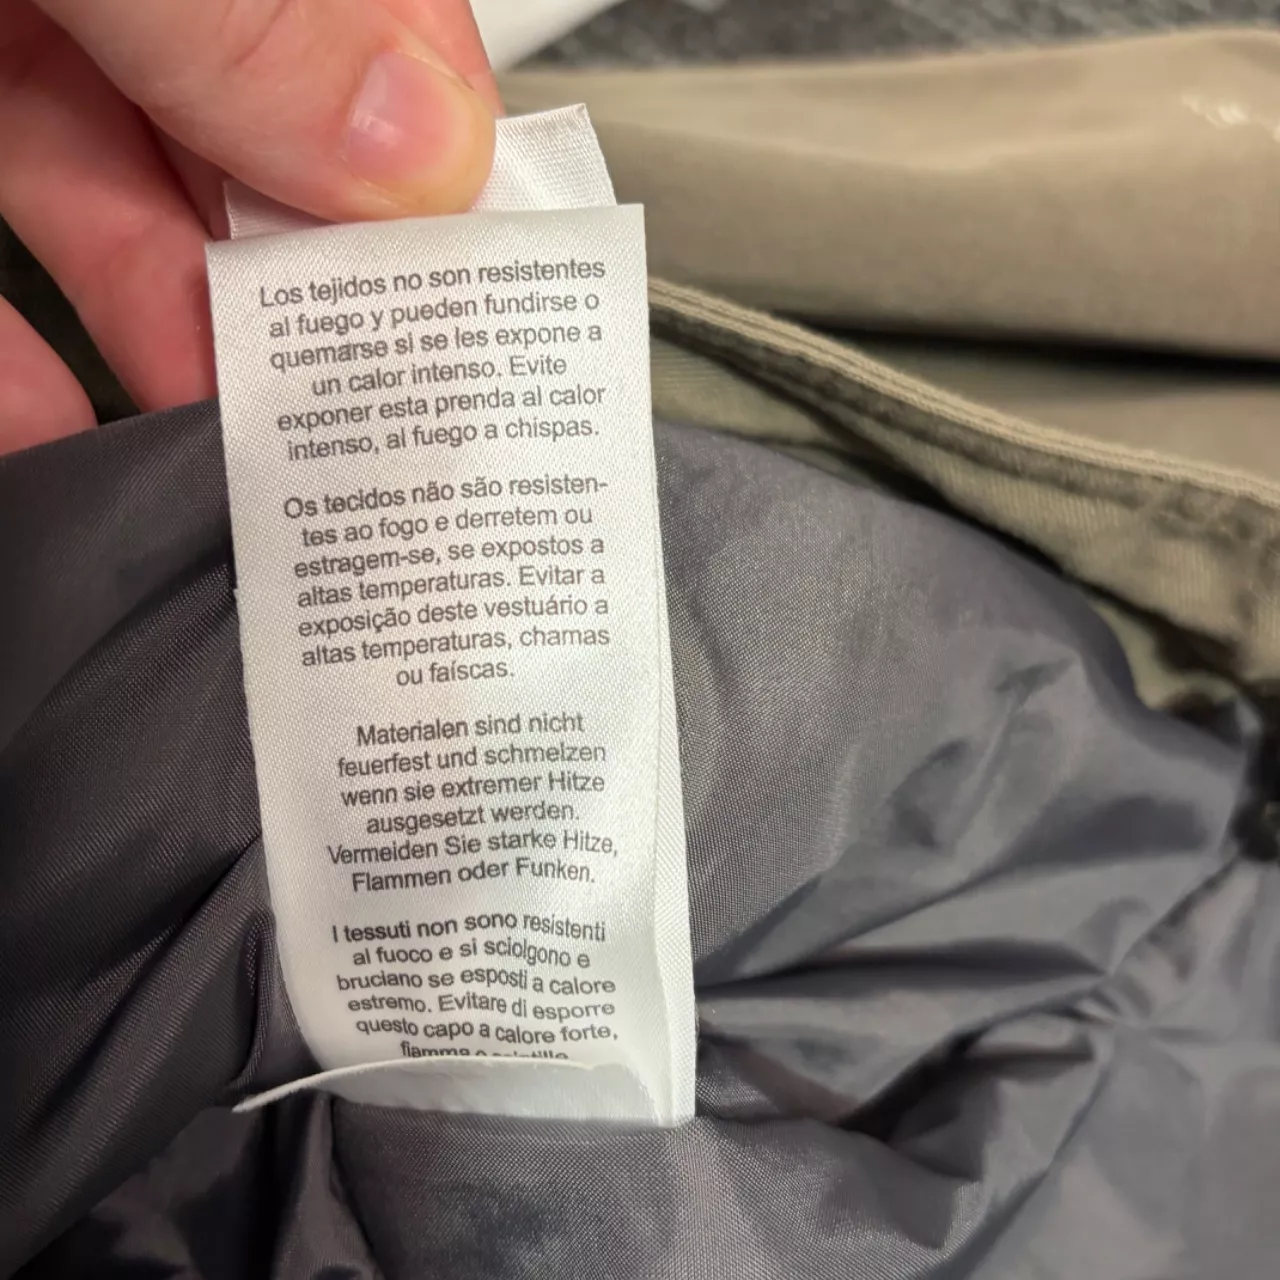 Los tejidos no son resistentes
al fuego y pueden fundirse o
quemarse si se les expone a
un calor intenso. Evite
exponer esta prenda al calor
intenso, al fuego a chispas.
Os tecidos não são resisten-
tes ao fogo e derretem ou
estragem-se, se expostos a
altas temperaturas. Evitar a
exposição deste vestuário a
altas temperaturas, chamas
ou faíscas.
Materialen sind nicht
feuerfest und schmelzen
wenn sie extremer Hitze
ausgesetzt werden.
Vermeiden Sie starke Hitze,
Flammen oder Funken.
I tessuti non sono resistenti
al fuoco e si sciolgono e
bruciano se esposti a calore
estremo. Evitare di esporre
questo capo a calore forte,
fiamme o